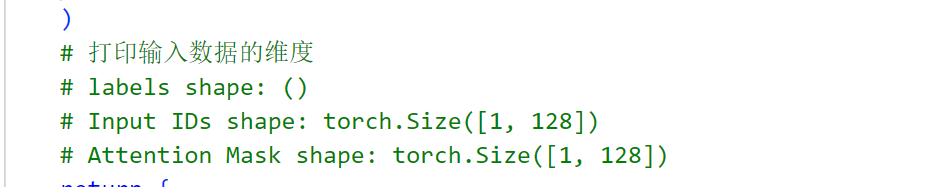 )
# 打印输入数据的维度
# labels shape: ()
# Input IDs shape: torch.Size([1, 128])
# Attention Mask shape: torch.Size([1, 128])
return {